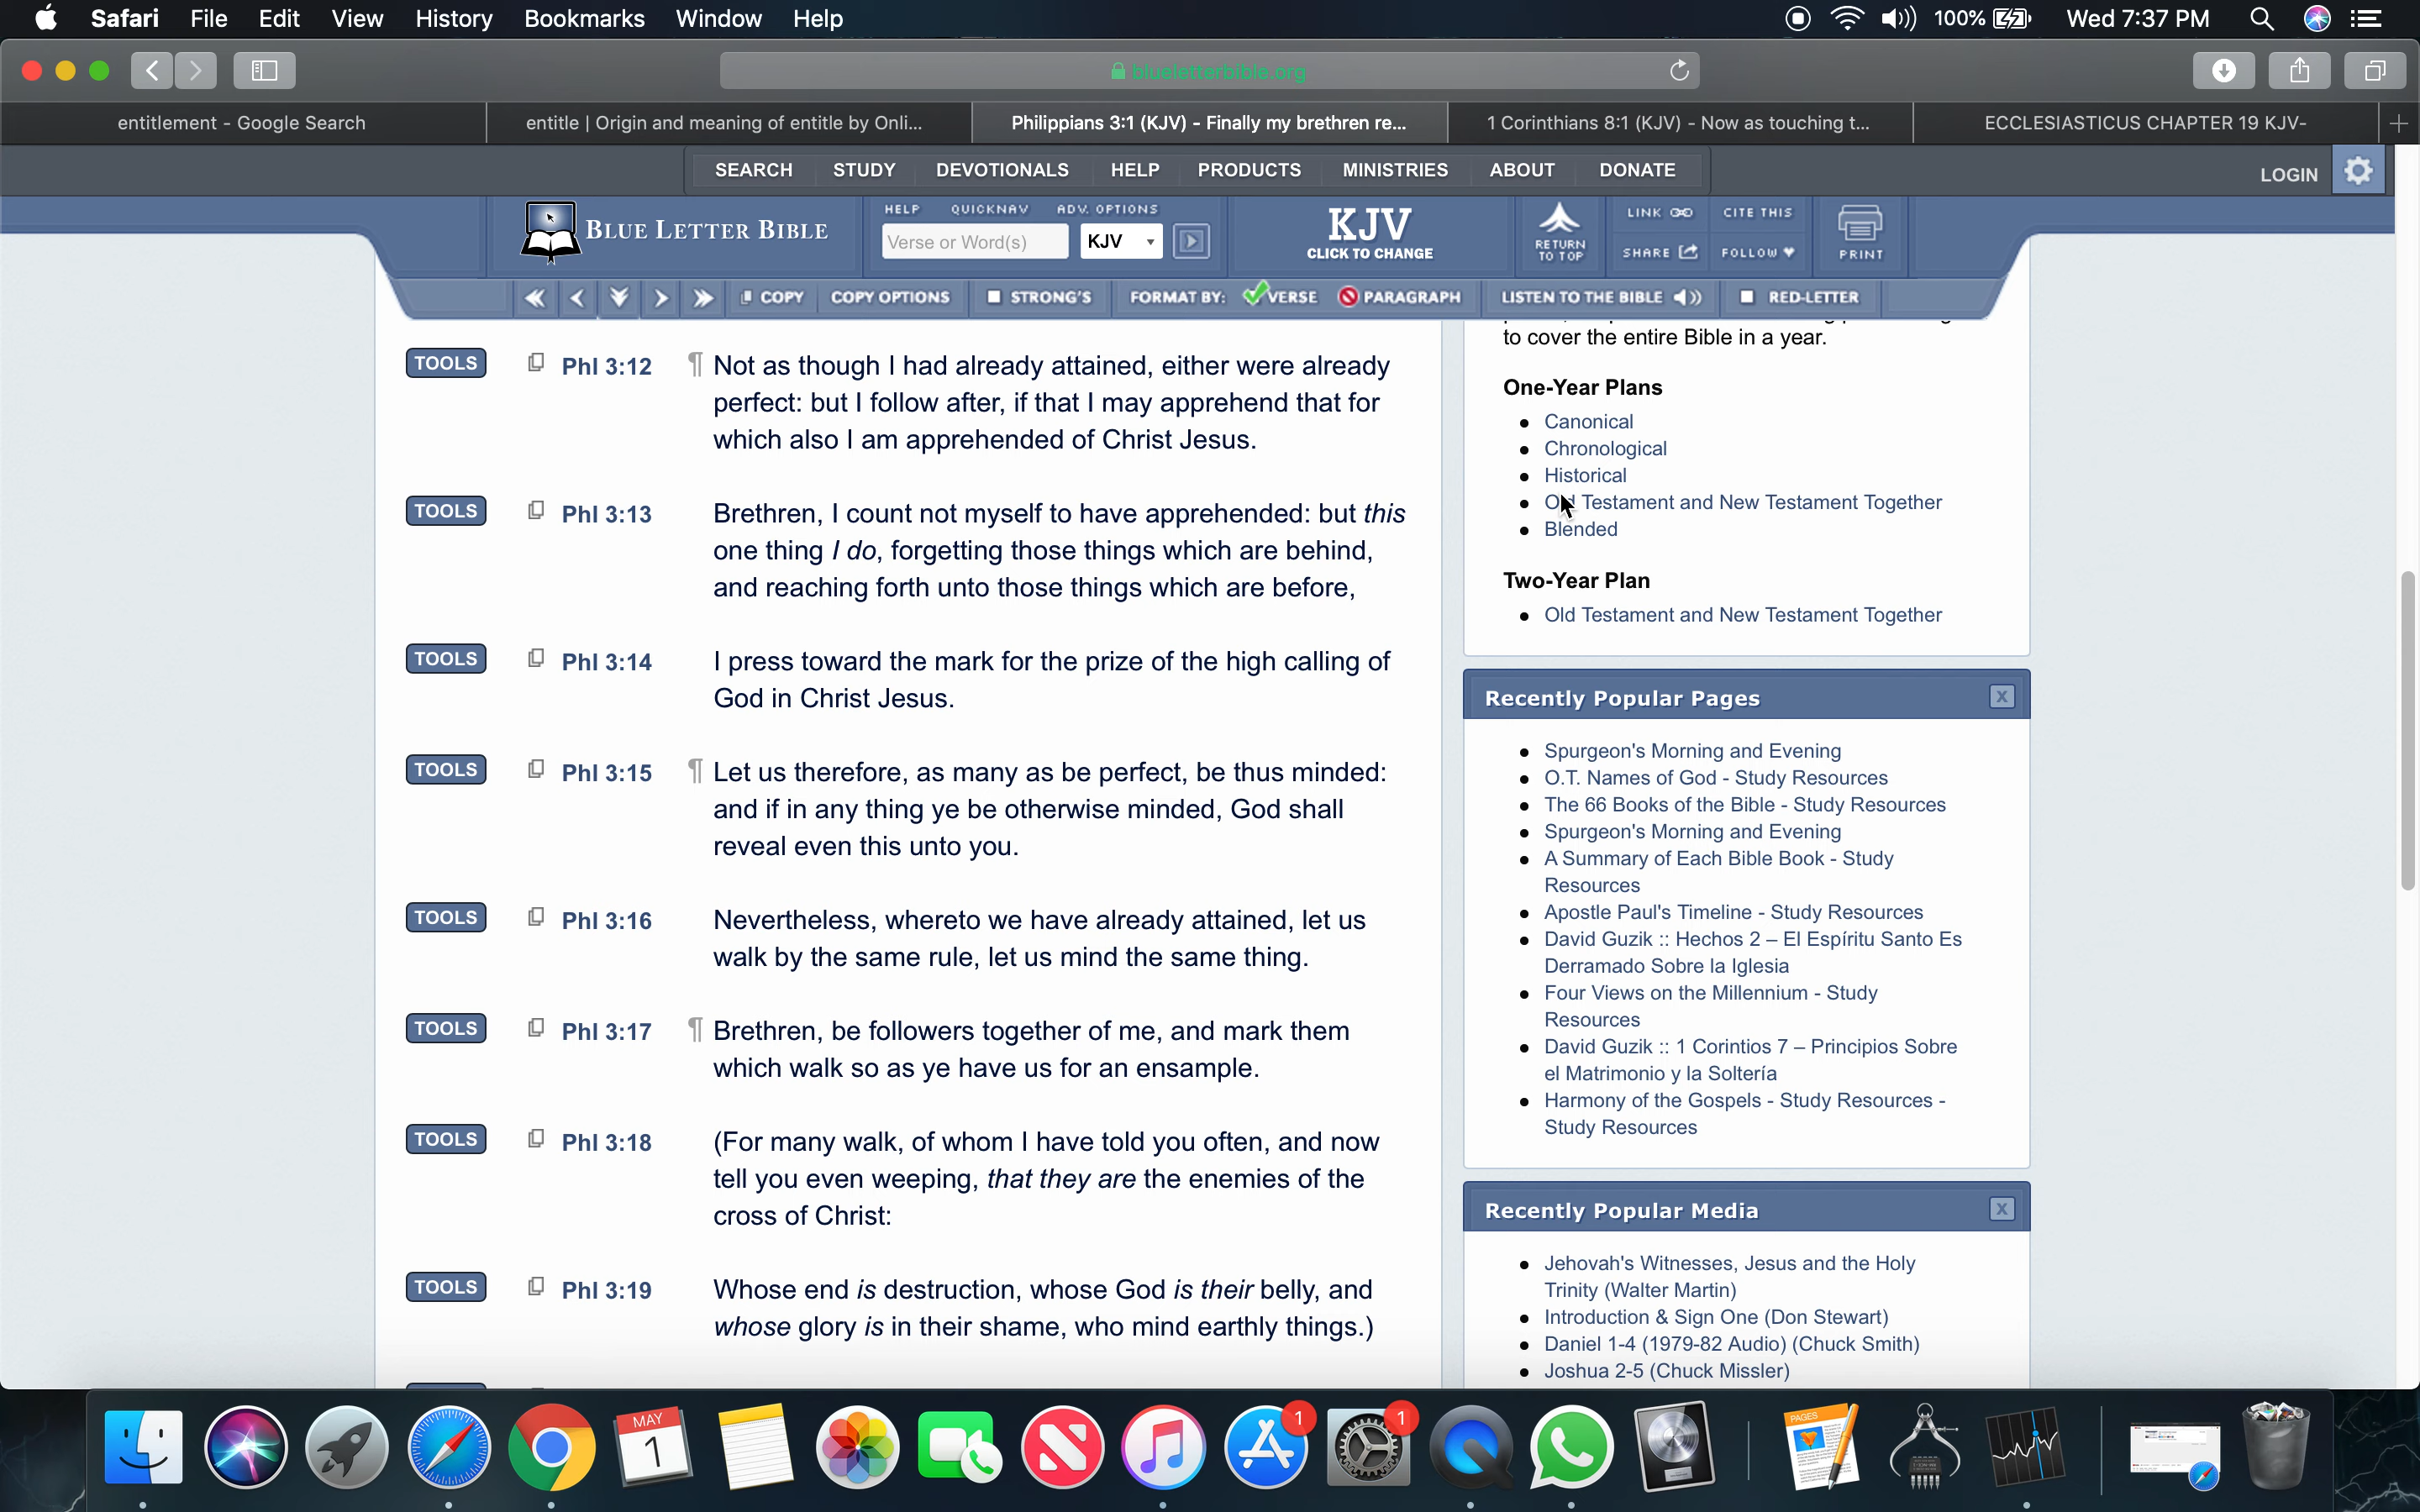 Safari File Edit View History Bookmarks Window Help 100% Wed 7:37 PM
blueletterbible.org
entitlement - Google Search
entitle | Origin and meaning of entitle by Onli...
Philippians 3:1 (KJV) - Finally my brethren re...
1 Corinthians 8:1 (KJV) - Now as touching t...
ECCLESIASTICUS CHAPTER 19 KJV-
SEARCH STUDY DEVOTIONALS HELP PRODUCTS MINISTRIES ABOUT DONATE
LOGIN
BLUE LETTER BIBLE
HELP QUICKNAV ADV. OPTIONS
Verse or Word(s) KJV
KJV
CLICK TO CHANGE
RETURN
TO TOP
LINK CITE THIS
SHARE FOLLOW
PRINT
COPY COPY OPTIONS STRONG'S FORMAT BY: VERSE PARAGRAPH LISTEN TO THE BIBLE RED-LETTER
TOOLS Phl 3:12 ¶ Not as though I had already attained, either were already
perfect: but I follow after, if that I may apprehend that for
which also I am apprehended of Christ Jesus.
TOOLS Phl 3:13 Brethren, I count not myself to have apprehended: but this
one thing I do, forgetting those things which are behind,
and reaching forth unto those things which are before,
TOOLS Phl 3:14 I press toward the mark for the prize of the high calling of
God in Christ Jesus.
TOOLS Phl 3:15 ¶ Let us therefore, as many as be perfect, be thus minded:
and if in any thing ye be otherwise minded, God shall
reveal even this unto you.
TOOLS Phl 3:16 Nevertheless, whereto we have already attained, let us
walk by the same rule, let us mind the same thing.
TOOLS Phl 3:17 ¶ Brethren, be followers together of me, and mark them
which walk so as ye have us for an ensample.
TOOLS Phl 3:18 (For many walk, of whom I have told you often, and now
tell you even weeping, that they are the enemies of the
cross of Christ:
TOOLS Phl 3:19 Whose end is destruction, whose God is their belly, and
whose glory is in their shame, who mind earthly things.)
to cover the entire Bible in a year.
One-Year Plans
Canonical
Chronological
Historical
Old Testament and New Testament Together
Blended
Two-Year Plan
Old Testament and New Testament Together
Recently Popular Pages X
Spurgeon's Morning and Evening
O.T. Names of God - Study Resources
The 66 Books of the Bible - Study Resources
Spurgeon's Morning and Evening
A Summary of Each Bible Book - Study
Resources
Apostle Paul's Timeline - Study Resources
David Guzik :: Hechos 2 – El Espíritu Santo Es
Derramado Sobre la Iglesia
Four Views on the Millennium - Study
Resources
David Guzik :: 1 Corintios 7 – Principios Sobre
el Matrimonio y la Soltería
Harmony of the Gospels - Study Resources -
Study Resources
Recently Popular Media X
Jehovah's Witnesses, Jesus and the Holy
Trinity (Walter Martin)
Introduction & Sign One (Don Stewart)
Daniel 1-4 (1979-82 Audio) (Chuck Smith)
Joshua 2-5 (Chuck Missler)
MAY
1
1
1
PAGES